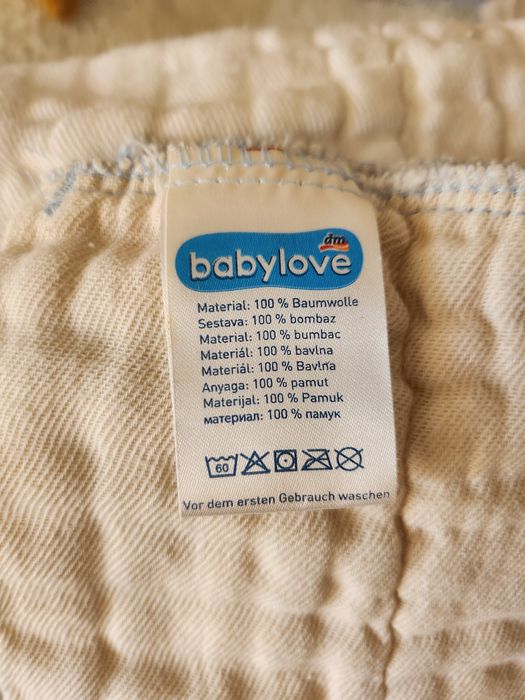 dm
babylove
Material: 100 % Baumwolle
Sestava: 100 % bombaz
Material: 100 % bumbac
Materiál: 100 % bavlna
Materiál: 100 % Bavlna
Anyaga: 100 % pamut
Materijal: 100 % Pamuk
материал: 100 % памук
60
Vor dem ersten Gebrauch waschen